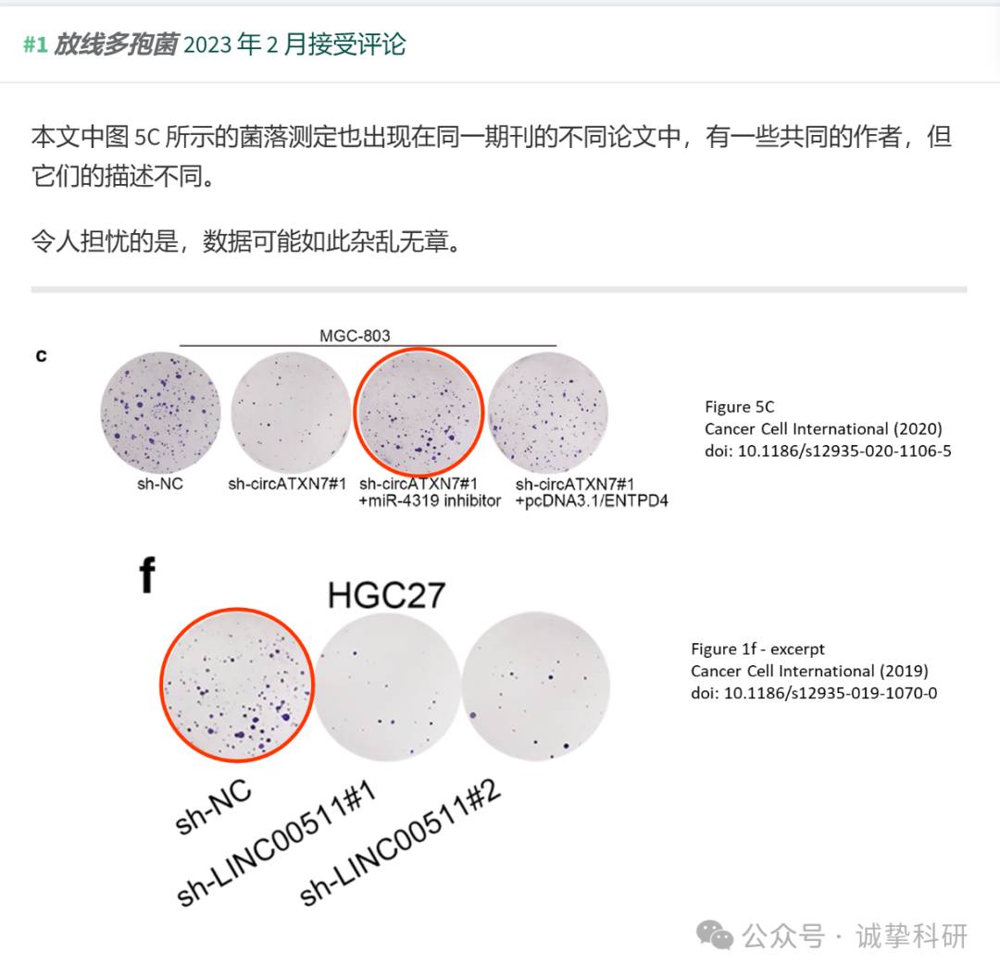 #1 放线多孢菌 2023 年 2 月接受评论
本文中图 5C 所示的菌落测定也出现在同一期刊的不同论文中，有一些共同的作者，但
它们的描述不同。
令人担忧的是，数据可能如此杂乱无章。
c
MGC-803
sh-NC
sh-circATXN7#1
sh-circATXN7#1
+miR-4319 inhibitor
sh-circATXN7#1
+pcDNA3.1/ENTPD4
Figure 5C
Cancer Cell International (2020)
doi: 10.1186/s12935-020-1106-5
f
HGC27
sh-NC
sh-LINC00511#1
sh-LINC00511#2
Figure 1f - excerpt
Cancer Cell International (2019)
doi: 10.1186/s12935-019-1070-0
公众号 · 诚挚科研